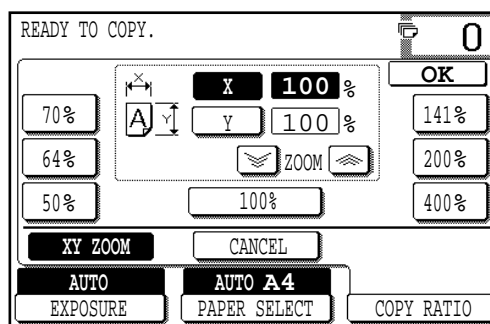 READY TO COPY. 0
OK
X
X 100 %
70% A Y Y 100 % 141%
64% ZOOM 200%
50% 100% 400%
XY ZOOM CANCEL
AUTO AUTO A4
EXPOSURE PAPER SELECT COPY RATIO